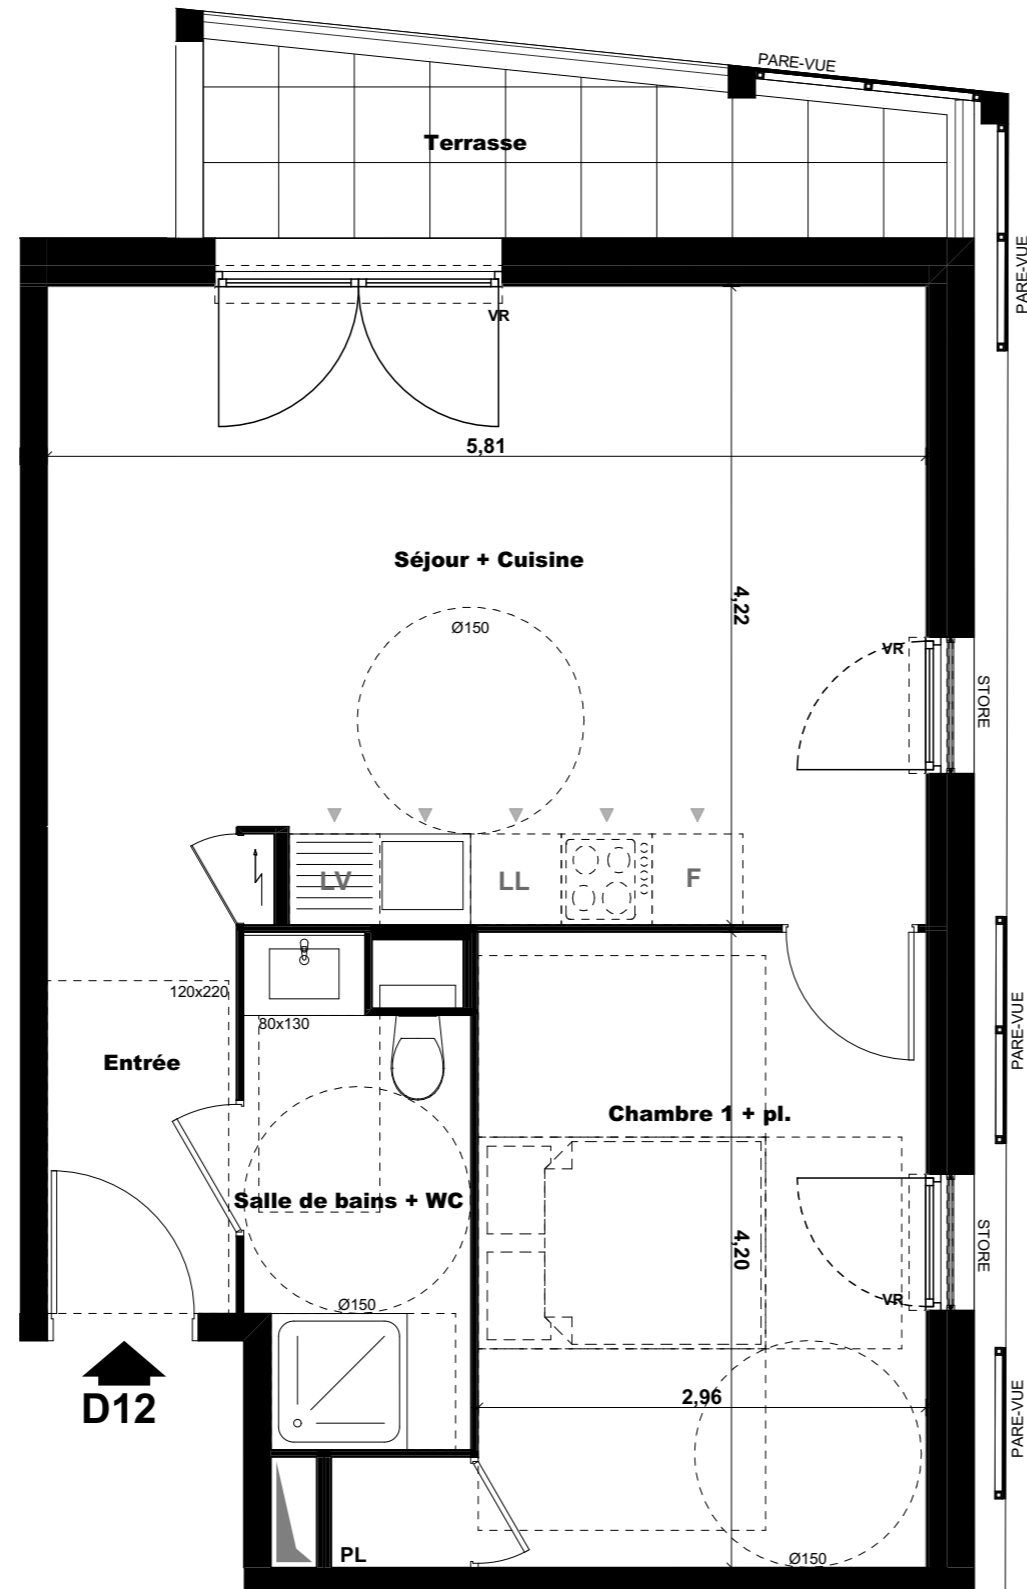 PARE-VUE
Terrasse
PARE-VUE
VR
5,81
Séjour + Cuisine
4,22
Ø150
VR
STORE
LV
LL
F
120x220
80x130
PARE-VUE
Entrée
Chambre 1 + pl.
Salle de bains + WC
4,20
STORE
VR
Ø150
D12
2,96
PARE-VUE
PL
Ø150